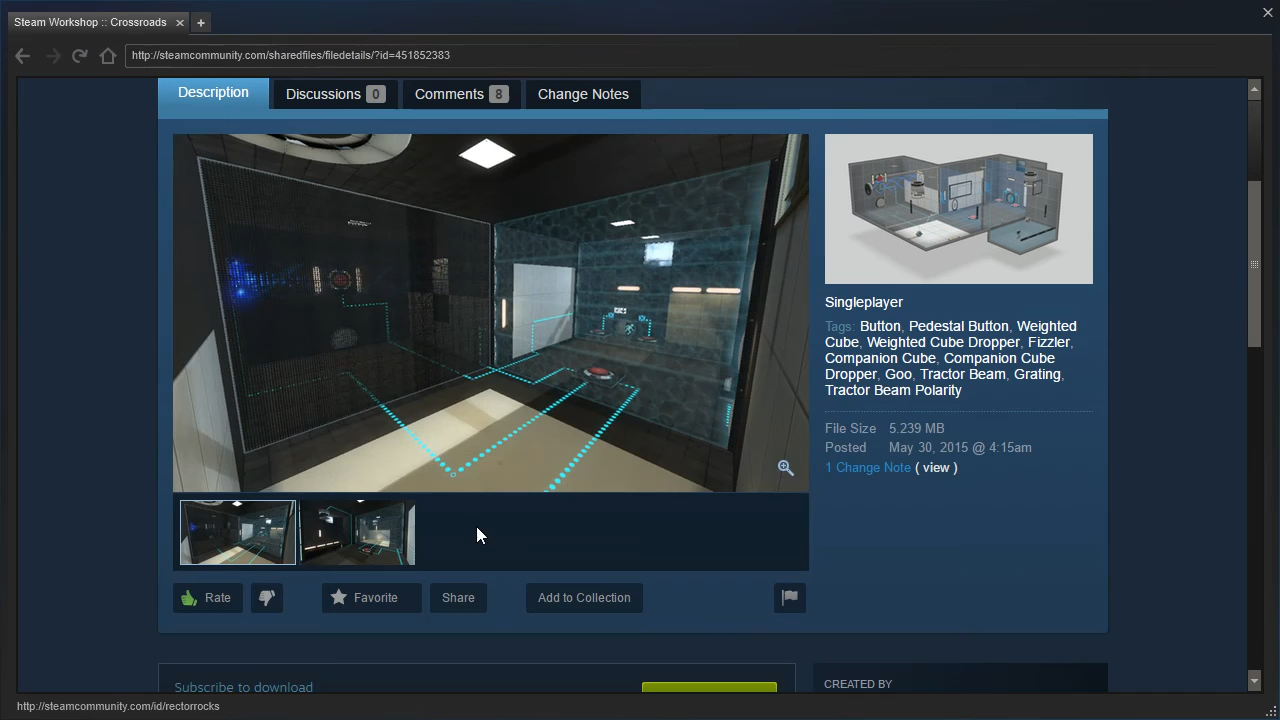 Steam Workshop :: Crossroads
http://steamcommunity.com/sharedfiles/filedetails/?id=451852383
Description
Discussions 0
Comments 8
Change Notes
Singleplayer
Tags: Button, Pedestal Button, Weighted
Cube, Weighted Cube Dropper, Fizzler,
Companion Cube, Companion Cube
Dropper, Goo, Tractor Beam, Grating,
Tractor Beam Polarity
File Size 5.239 MB
Posted May 30, 2015 @ 4:15am
1 Change Note ( view )
Rate
Favorite
Share
Add to Collection
Subscribe to download
CREATED BY
http://steamcommunity.com/id/rectorrocks